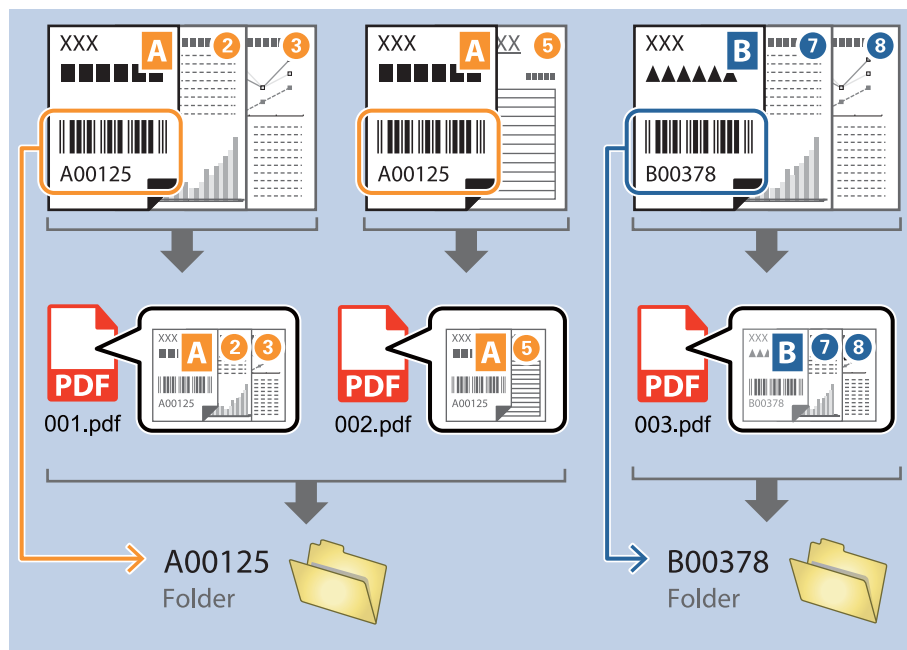 XXX A 2 3
A00125
XXX A XX 5
A00125
XXX B 7 8
B00378
PDF
001.pdf
XXX A 2 3
A00125
PDF
002.pdf
XXX A 5
A00125
PDF
003.pdf
XXX B 7 8
B00378
A00125
Folder
B00378
Folder